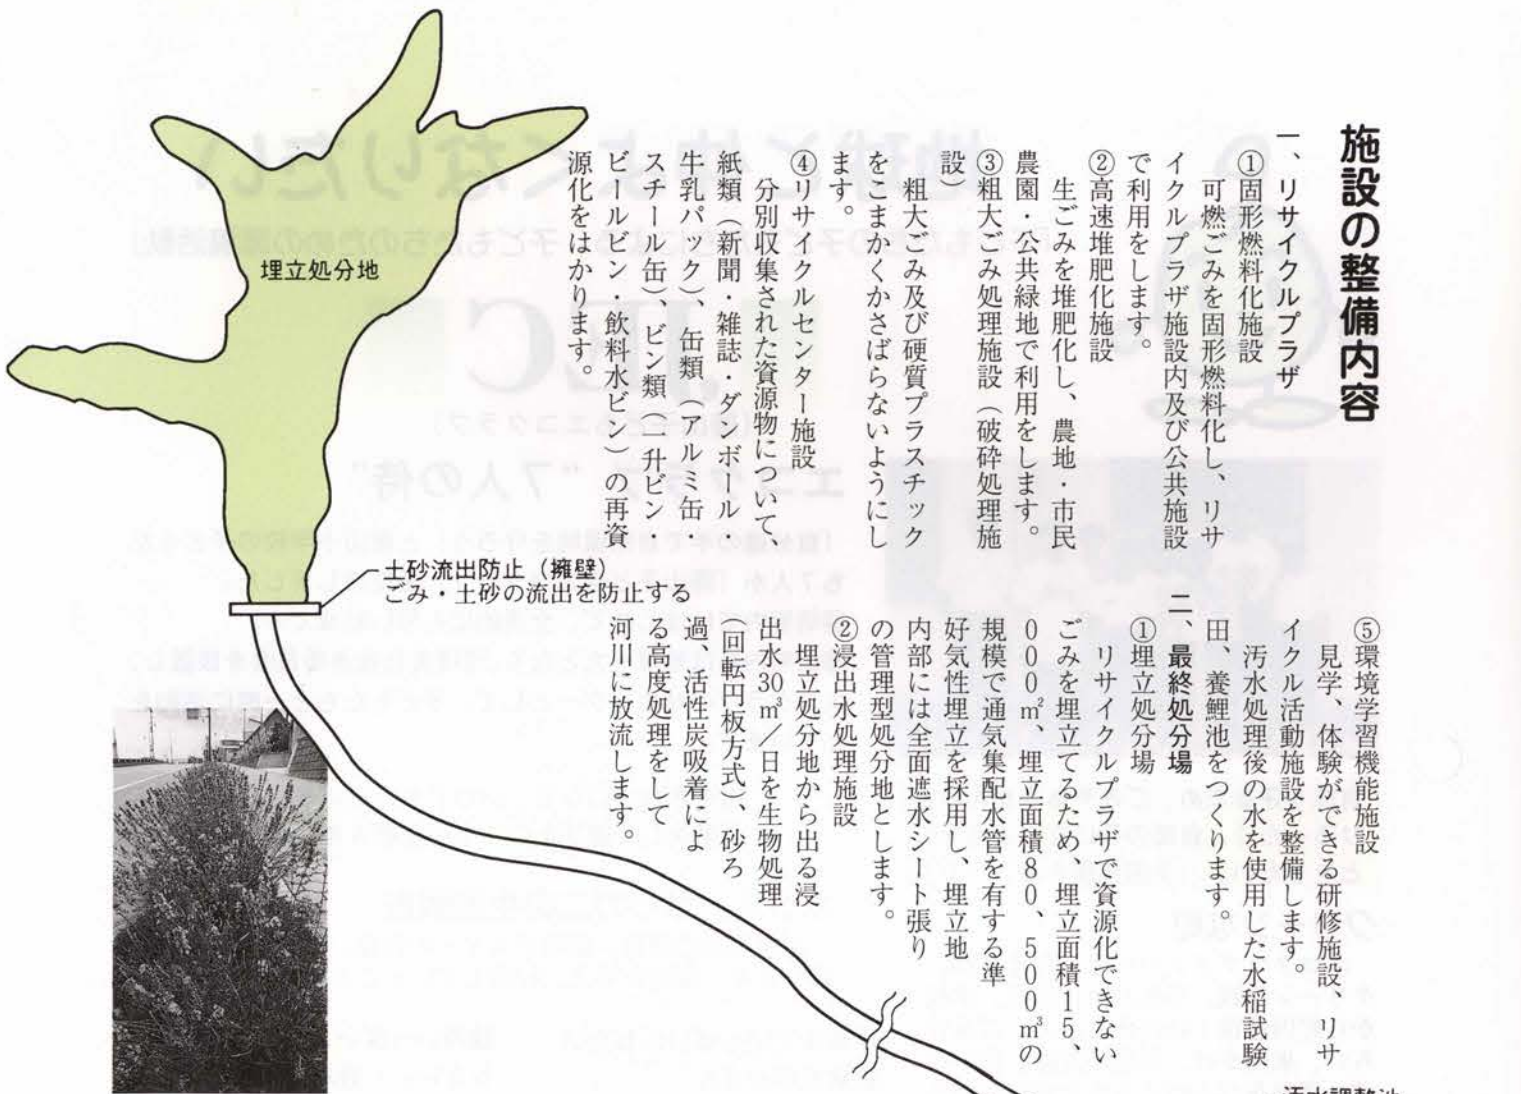 施設の整備内容
一、リサイクルプラザ
①固形燃料化施設
可燃ごみを固形燃料化し、リサ
イクルプラザ施設内及び公共施設
で利用をします。
②高速堆肥化施設
生ごみを堆肥化し、農地・市民
農園・公共緑地で利用をします。
③粗大ごみ処理施設（破砕処理施
設）
粗大ごみ及び硬質プラスチック
をこまかくかさばらないようにし
ます。
④リサイクルセンター施設
分別収集された資源物について、
紙類（新聞・雑誌・ダンボール・
牛乳パック）、缶類（アルミ缶・
スチール缶）、ビン類（一升ビン・
ビールビン・飲料水ビン）の再資
源化をはかります。
⑤環境学習機能施設
見学、体験ができる研修施設、リサ
イクル活動施設を整備します。
汚水処理後の水を使用した水稲試験
田、養鯉池をつくります。
二、最終処分場
①埋立処分場
リサイクルプラザで資源化できない
ごみを埋立てるため、埋立面積15、
000㎡、埋立面積80、500㎥の
規模で通気集配水管を有する準
好気性埋立を採用し、埋立地
内部には全面遮水シート張り
の管理型処分地とします。
②浸出水処理施設
埋立処分地から出る浸
出水30㎥／日を生物処理
（回転円板方式）、砂ろ
過、活性炭吸着によ
る高度処理をして
河川に放流します。
埋立処分地
土砂流出防止（擁壁）
ごみ・土砂の流出を防止する
汚水調整池